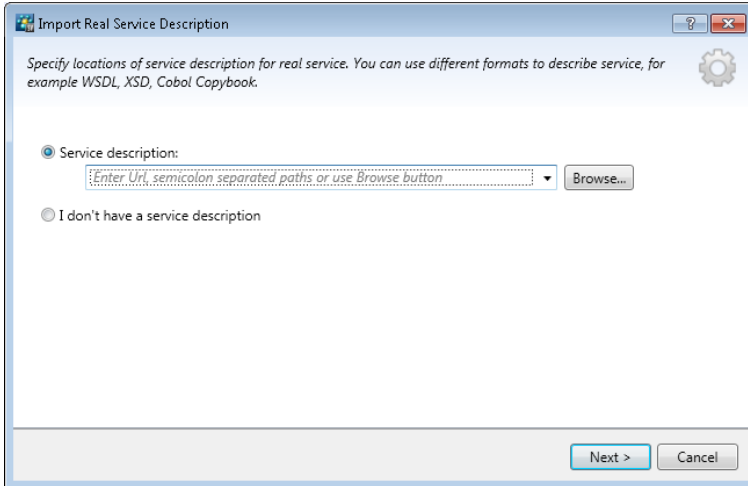 Import Real Service Description
Specify locations of service description for real service. You can use different formats to describe service, for
example WSDL, XSD, Cobol Copybook.
Service description:
Enter Url, semicolon separated paths or use Browse button
Browse...
I don't have a service description
Next >
Cancel